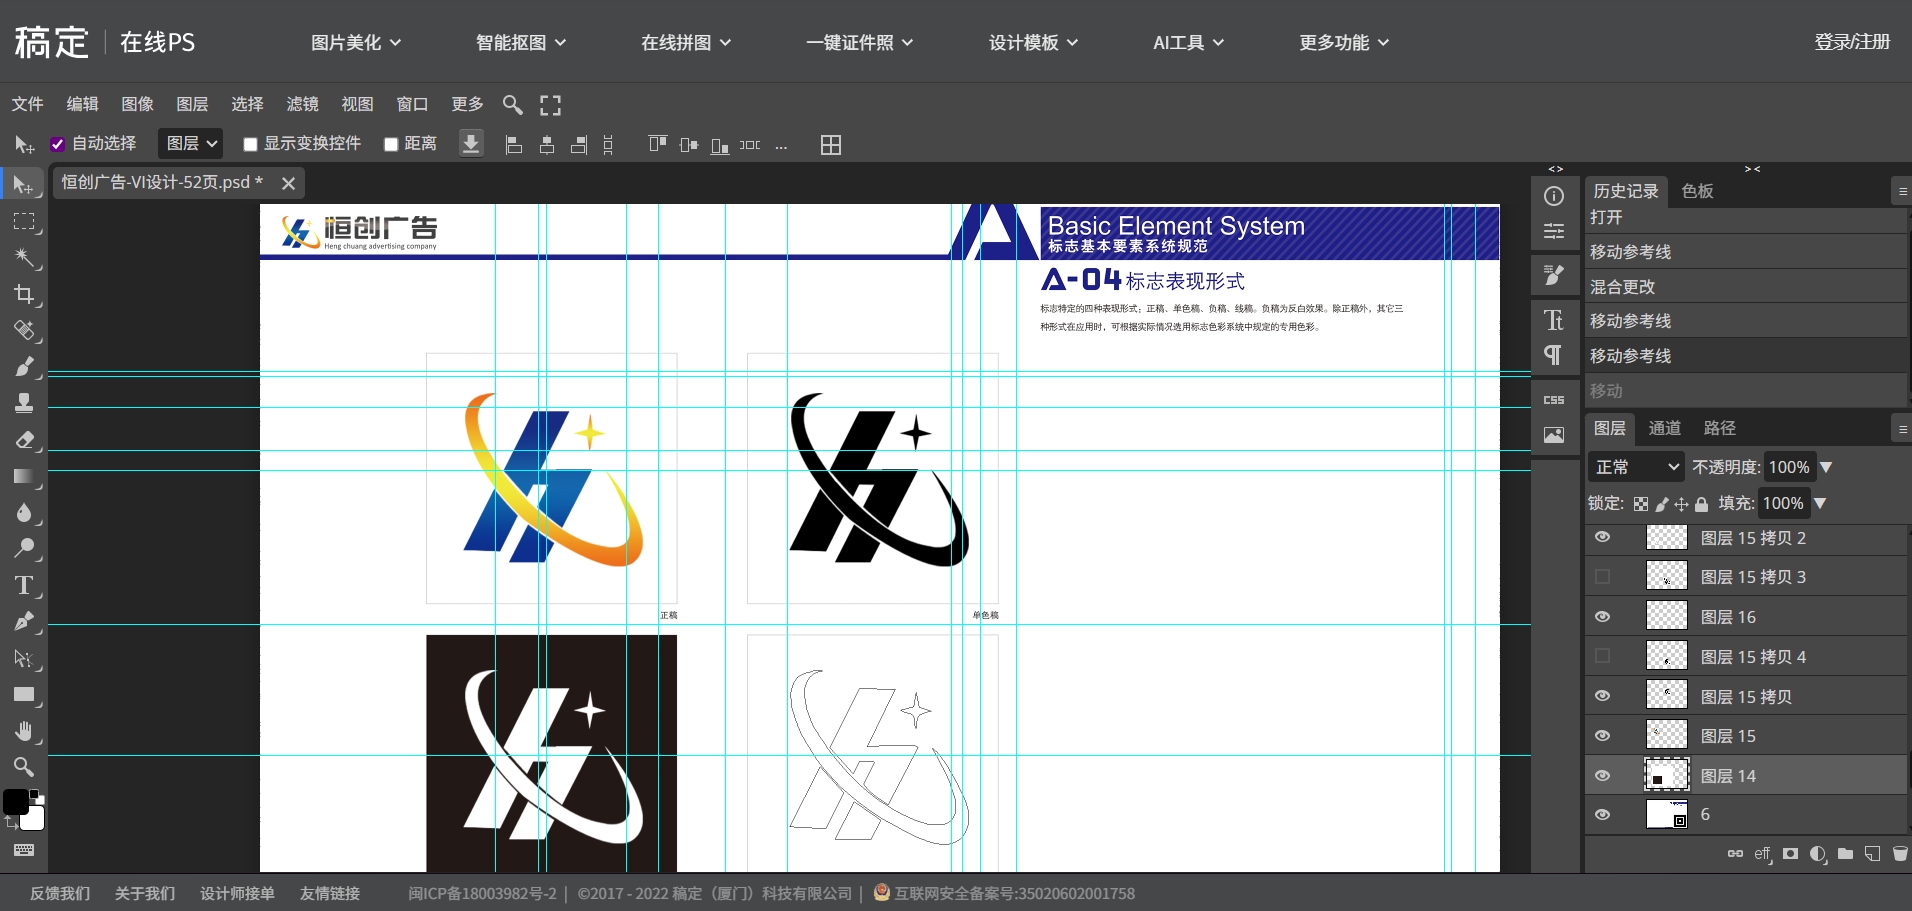 稿定 在线PS 图片美化 智能抠图 在线拼图 一键证件照 设计模板 AI工具 更多功能 登录/注册
文件 编辑 图像 图层 选择 滤镜 视图 窗口 更多
自动选择 图层 显示变换控件 距离 ...
恒创广告-VI设计-52页.psd *
恒创广告
Heng chuang advertising company
Basic Element System
标志基本要素系统规范
A-04 标志表现形式
标志特定的四种表现形式：正稿、单色稿、负稿、线稿。负稿为反白效果。除正稿外，其它三
种形式在应用时，可根据实际情况选用标志色彩系统中规定的专用色彩。
正稿
单色稿
CSS
历史记录 色板
打开
移动参考线
混合更改
移动参考线
移动参考线
移动
图层 通道 路径
正常 不透明度: 100%
锁定: 填充: 100%
图层 15 拷贝 2
图层 15 拷贝 3
图层 16
图层 15 拷贝 4
图层 15 拷贝
图层 15
图层 14
6
eff
反馈我们 关于我们 设计师接单 友情链接 闽ICP备18003982号-2 | ©2017 - 2022 稿定（厦门）科技有限公司 | 互联网安全备案号:35020602001758